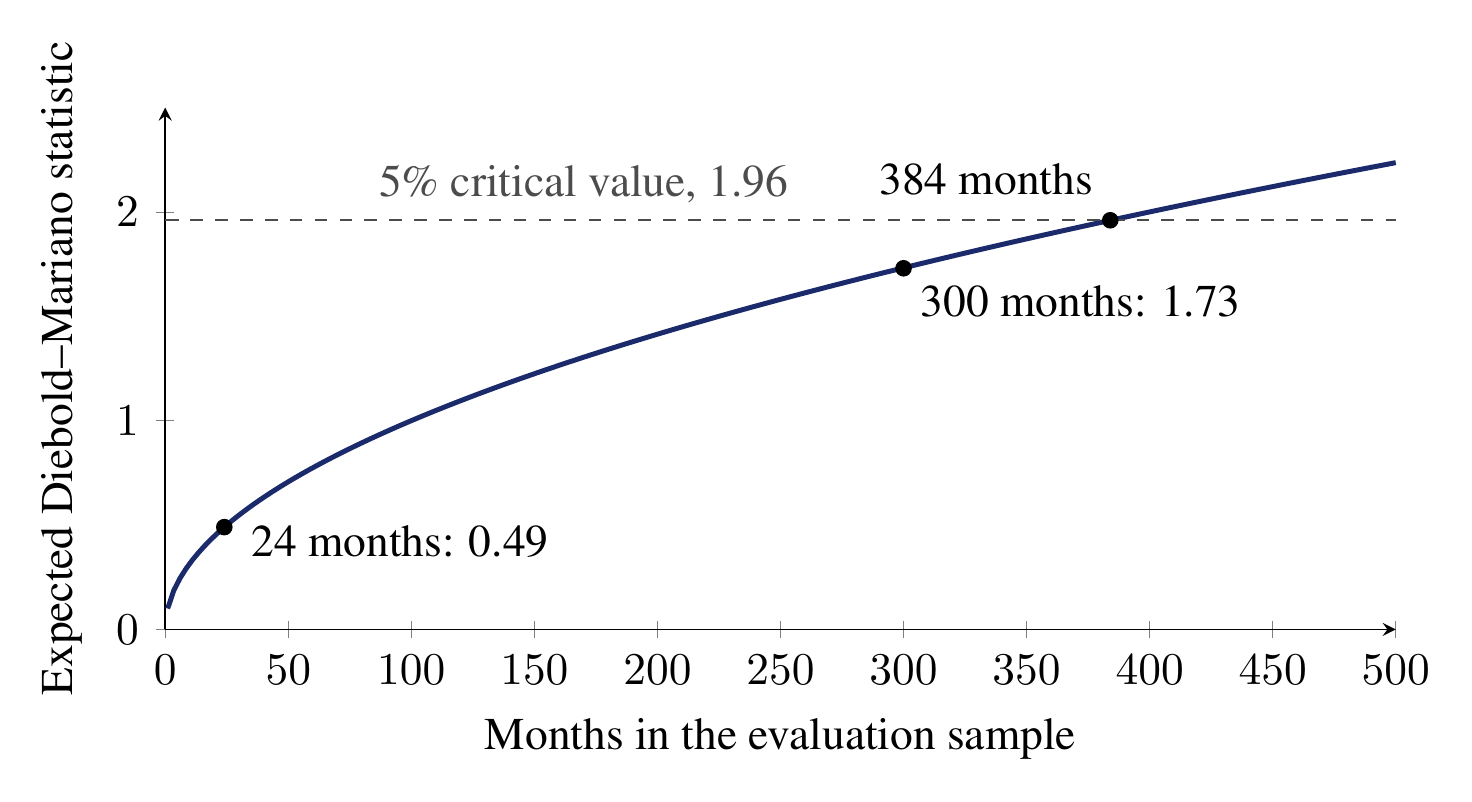 Expected Diebold–Mariano statistic
5% critical value, 1.96
384 months
2
300 months: 1.73
1
24 months: 0.49
0
0 50 100 150 200 250 300 350 400 450 500
Months in the evaluation sample